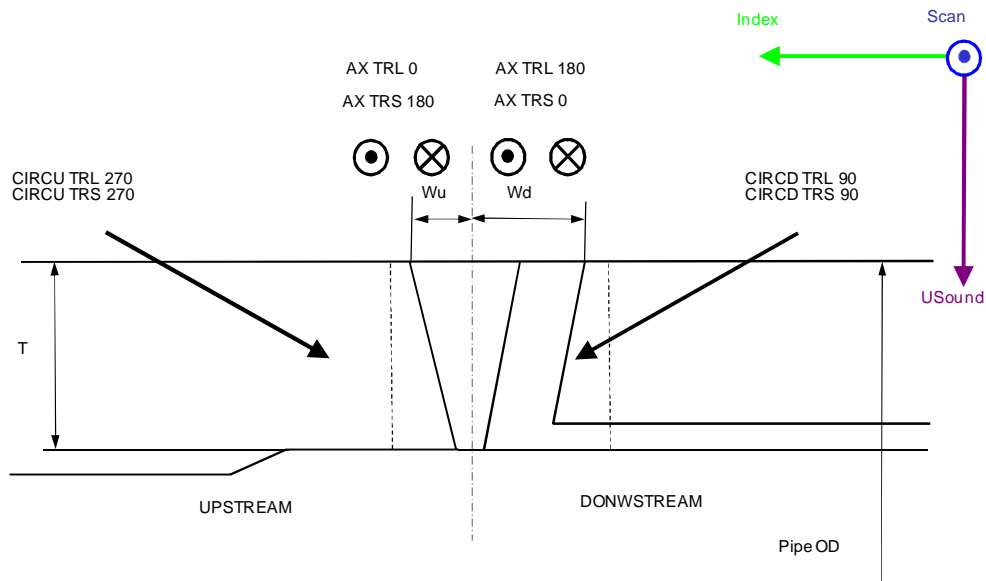 Index
Scan
AX TRL 0
AX TRS 180
AX TRL 180
AX TRS 0
CIRCU TRL 270
CIRCU TRS 270
Wu
Wd
CIRCD TRL 90
CIRCD TRS 90
USound
T
UPSTREAM
DONWSTREAM
Pipe OD